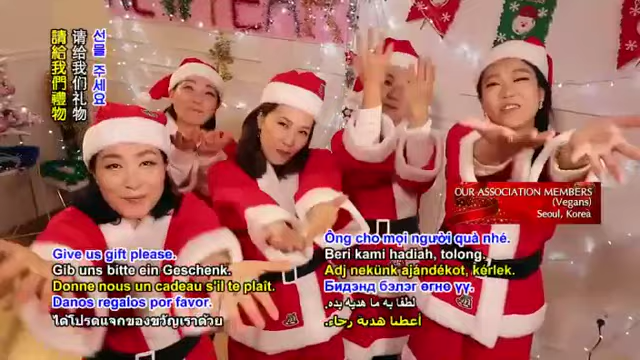 선물 주세요
请给我们礼物
請給我們禮物
OUR ASSOCIATION MEMBERS
(Vegans)
Seoul, Korea
Give us gift please.
Gib uns bitte ein Geschenk.
Donne nous un cadeau s'il te plaît.
Danos regalos por favor.
ได้โปรดแจกของขวัญเราด้วย
Ông cho mọi người quà nhé.
Beri kami hadiah, tolong.
Adj nekünk ajándékot, kérlek.
Бидэнд бэлэг өгнө үү.
لطفا به ما هدیه بده.
أعطنا هدية رجاء.